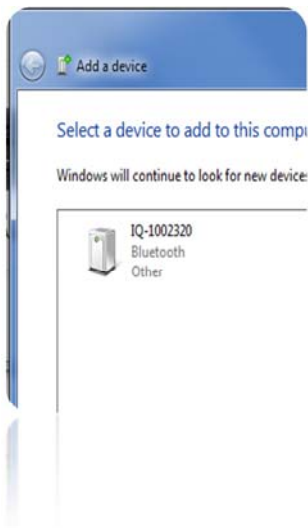 Add a device
Select a device to add to this compu
Windows will continue to look for new device
IQ-1002320
Bluetooth
Other